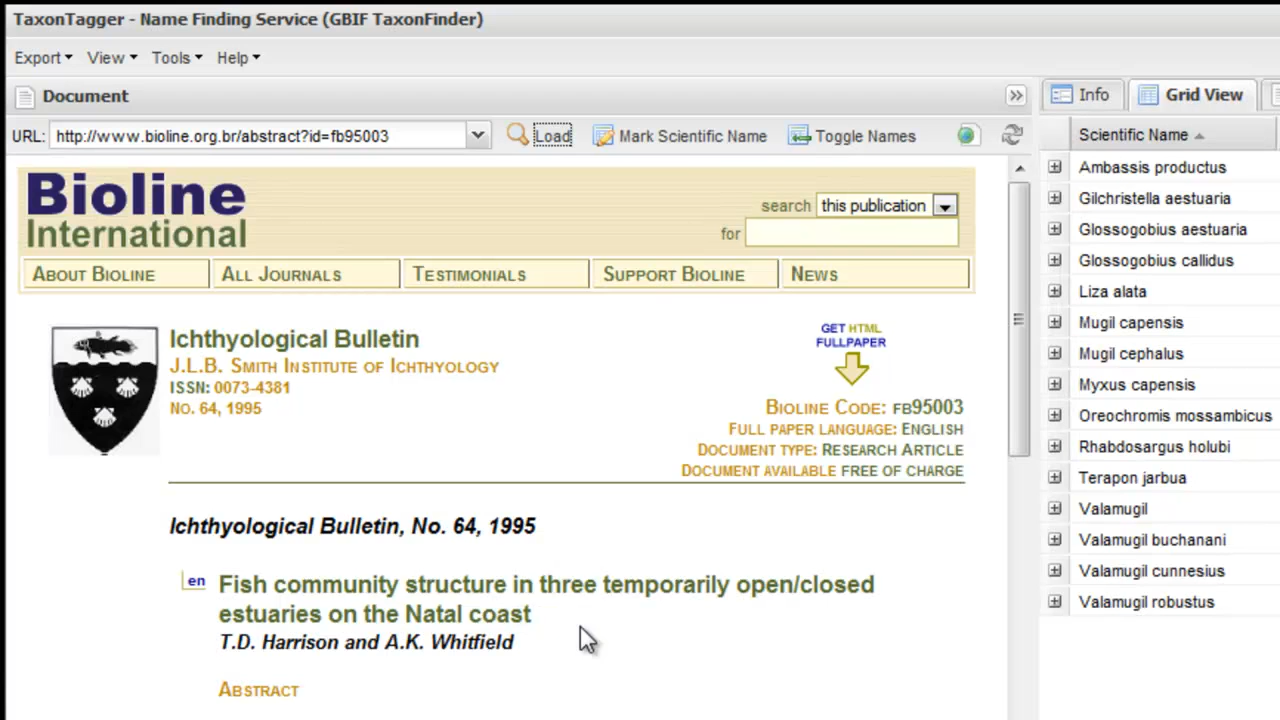 TaxonTagger - Name Finding Service (GBIF TaxonFinder)
Export View Tools Help
Document
URL: http://www.bioline.org.br/abstract?id=fb95003 Load Mark Scientific Name Toggle Names
Bioline
International
search this publication
for
ABOUT BIOLINE ALL JOURNALS TESTIMONIALS SUPPORT BIOLINE NEWS
Ichthyological Bulletin
J.L.B. SMITH INSTITUTE OF ICHTHYOLOGY
ISSN: 0073-4381
NO. 64, 1995
GET HTML
FULLPAPER
BIOLINE CODE: FB95003
FULL PAPER LANGUAGE: ENGLISH
DOCUMENT TYPE: RESEARCH ARTICLE
DOCUMENT AVAILABLE FREE OF CHARGE
Ichthyological Bulletin, No. 64, 1995
en Fish community structure in three temporarily open/closed
estuaries on the Natal coast
T.D. Harrison and A.K. Whitfield
ABSTRACT
Info Grid View
Scientific Name
Ambassis productus
Gilchristella aestuaria
Glossogobius aestuaria
Glossogobius callidus
Liza alata
Mugil capensis
Mugil cephalus
Myxus capensis
Oreochromis mossambicus
Rhabdosargus holubi
Terapon jarbua
Valamugil
Valamugil buchanani
Valamugil cunnesius
Valamugil robustus